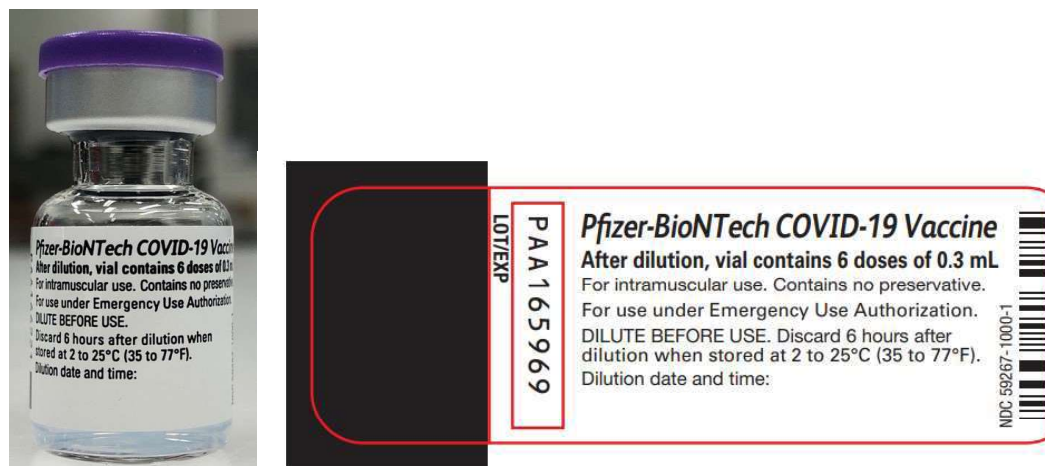 Pfizer-BioNTech COVID-19 Vaccin
After dilution, vial contains 6 doses of 0.3 m
For intramuscular use. Contains no preservative
For use under Emergency Use Authorization.
DILUTE BEFORE USE.
Discard 6 hours after dilution when
stored at 2 to 25°C (35 to 77°F).
Dilution date and time:
LOT/EXP
PAA165969
Pfizer-BioNTech COVID-19 Vaccine
After dilution, vial contains 6 doses of 0.3 mL
For intramuscular use. Contains no preservative.
For use under Emergency Use Authorization.
DILUTE BEFORE USE. Discard 6 hours after
dilution when stored at 2 to 25°C (35 to 77°F).
Dilution date and time:
NDC 59267-1000-1